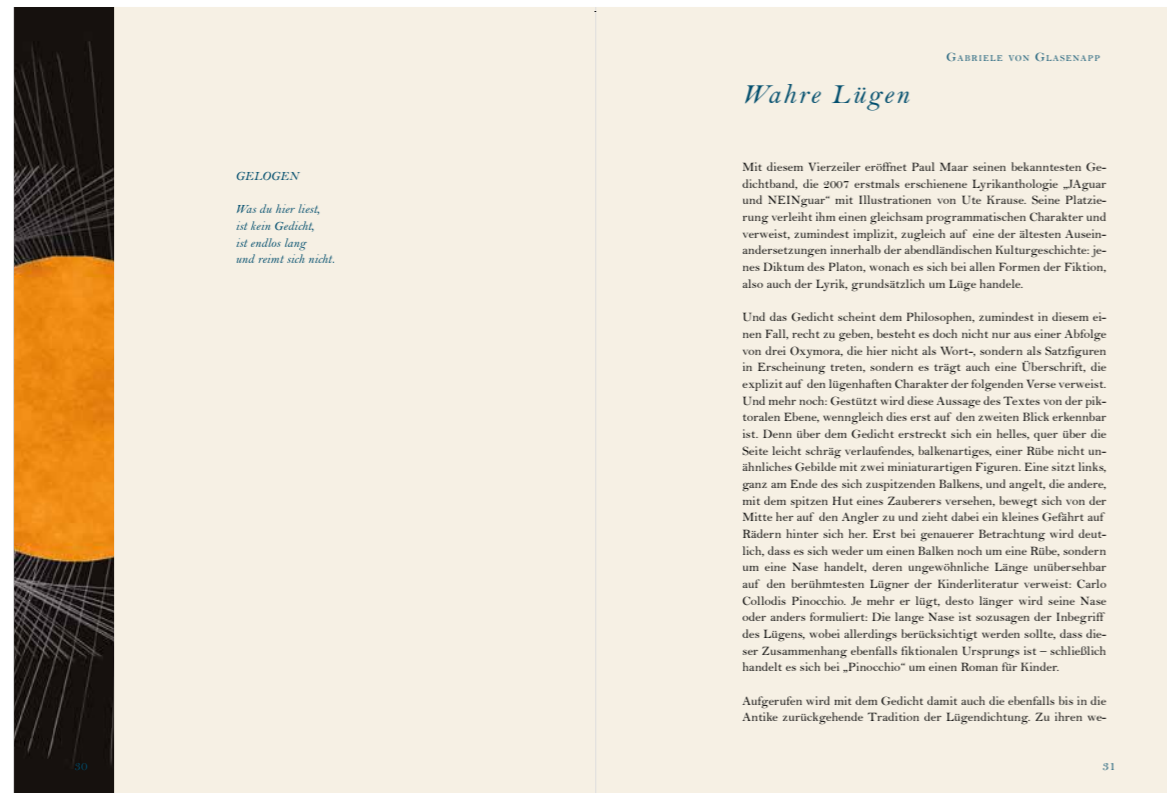 GELOGEN
Was du hier liest,
ist kein Gedicht,
ist endlos lang
und reimt sich nicht.
30
GABRIELE VON GLASENAPP
Wahre Lügen
Mit diesem Vierzeiler eröffnet Paul Maar seinen bekanntesten Ge-
dichtband, die 2007 erstmals erschienene Lyrikanthologie „JAguar
und NEINguar“ mit Illustrationen von Ute Krause. Seine Platzie-
rung verleiht ihm einen gleichsam programmatischen Charakter und
verweist, zumindest implizit, zugleich auf eine der ältesten Ausein-
andersetzungen innerhalb der abendländischen Kulturgeschichte: je-
nes Diktum des Platon, wonach es sich bei allen Formen der Fiktion,
also auch der Lyrik, grundsätzlich um Lüge handele.
Und das Gedicht scheint dem Philosophen, zumindest in diesem ei-
nen Fall, recht zu geben, besteht es doch nicht nur aus einer Abfolge
von drei Oxymora, die hier nicht als Wort-, sondern als Satzfiguren
in Erscheinung treten, sondern es trägt auch eine Überschrift, die
explizit auf den lügenhaften Charakter der folgenden Verse verweist.
Und mehr noch: Gestützt wird diese Aussage des Textes von der pik-
toralen Ebene, wenngleich dies erst auf den zweiten Blick erkennbar
ist. Denn über dem Gedicht erstreckt sich ein helles, quer über die
Seite leicht schräg verlaufendes, balkenartiges, einer Rübe nicht un-
ähnliches Gebilde mit zwei miniaturartigen Figuren. Eine sitzt links,
ganz am Ende des sich zuspitzenden Balkens, und angelt, die andere,
mit dem spitzen Hut eines Zauberers versehen, bewegt sich von der
Mitte her auf den Angler zu und zieht dabei ein kleines Gefährt auf
Rädern hinter sich her. Erst bei genauerer Betrachtung wird deut-
lich, dass es sich weder um einen Balken noch um eine Rübe, sondern
um eine Nase handelt, deren ungewöhnliche Länge unübersehbar
auf den berühmtesten Lügner der Kinderliteratur verweist: Carlo
Collodis Pinocchio. Je mehr er lügt, desto länger wird seine Nase
oder anders formuliert: Die lange Nase ist sozusagen der Inbegriff
des Lügens, wobei allerdings berücksichtigt werden sollte, dass die-
ser Zusammenhang ebenfalls fiktionalen Ursprungs ist – schließlich
handelt es sich bei „Pinocchio“ um einen Roman für Kinder.
Aufgerufen wird mit dem Gedicht damit auch die ebenfalls bis in die
Antike zurückgehende Tradition der Lügendichtung. Zu ihren we-
31